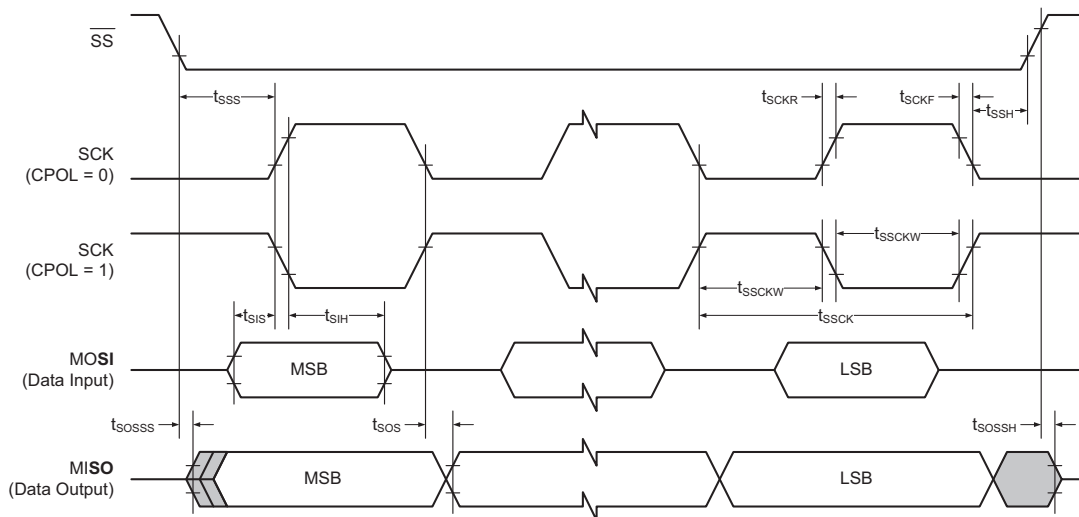 SS
tSSS
tSCKR
tSCKF
tSSH
SCK
(CPOL = 0)
SCK
(CPOL = 1)
tSSCKW
tSSCKW
tSIS
tSIH
tSSCK
MOSI
(Data Input)
MSB
LSB
tSOSSS
tSOS
tSOSSH
MISO
(Data Output)
MSB
LSB